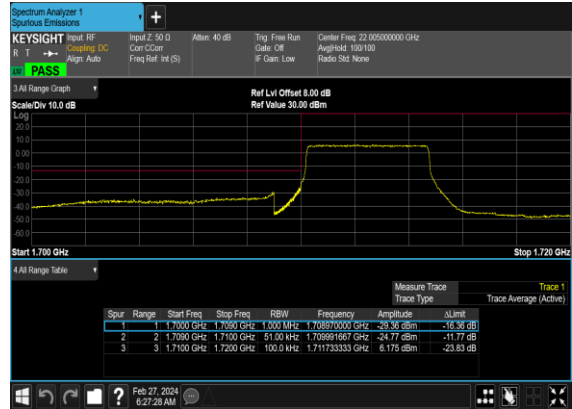 Spectrum Analyzer 1
Spurious Emissions
+
KEYSIGHT Input: RF Input Z: 50 Ω Atten: 40 dB Trig: Free Run Center Freq: 22.005000000 GHz
R T Coupling: DC Corr CCorr Gate: Off Avg|Hold: 100/100
Align: Auto Freq Ref: Int (S) IF Gain: Low Radio Std: None
PASS
3 All Range Graph
Ref Lvl Offset 8.00 dB
Scale/Div 10.0 dB Ref Value 30.00 dBm
Log
20.0
10.0
0.00
-10.0
-20.0
-30.0
-40.0
-50.0
-60.0
Start 1.700 GHz Stop 1.720 GHz
4 All Range Table
Measure Trace Trace 1
Trace Type Trace Average (Active)
Spur Range Start Freq Stop Freq RBW Frequency Amplitude ΔLimit
1 1 1.7000 GHz 1.7090 GHz 1.000 MHz 1.708970000 GHz -29.36 dBm -16.36 dB
2 2 1.7090 GHz 1.7100 GHz 51.00 kHz 1.709991667 GHz -24.77 dBm -11.77 dB
3 3 1.7100 GHz 1.7200 GHz 100.0 kHz 1.711733333 GHz 6.175 dBm -23.83 dB
? Feb 27, 2024
6:27:28 AM